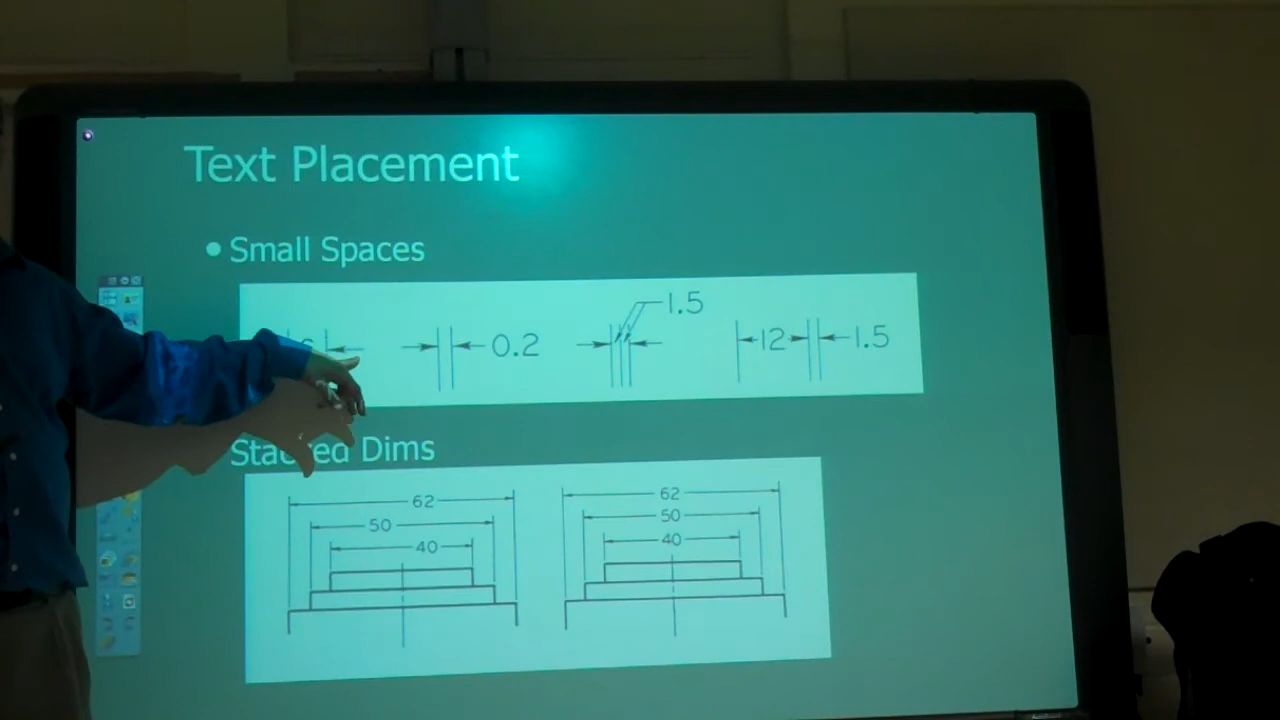 Text Placement
• Small Spaces
0.2 1.5 12 1.5
Dims
62 62
50 50
40 40